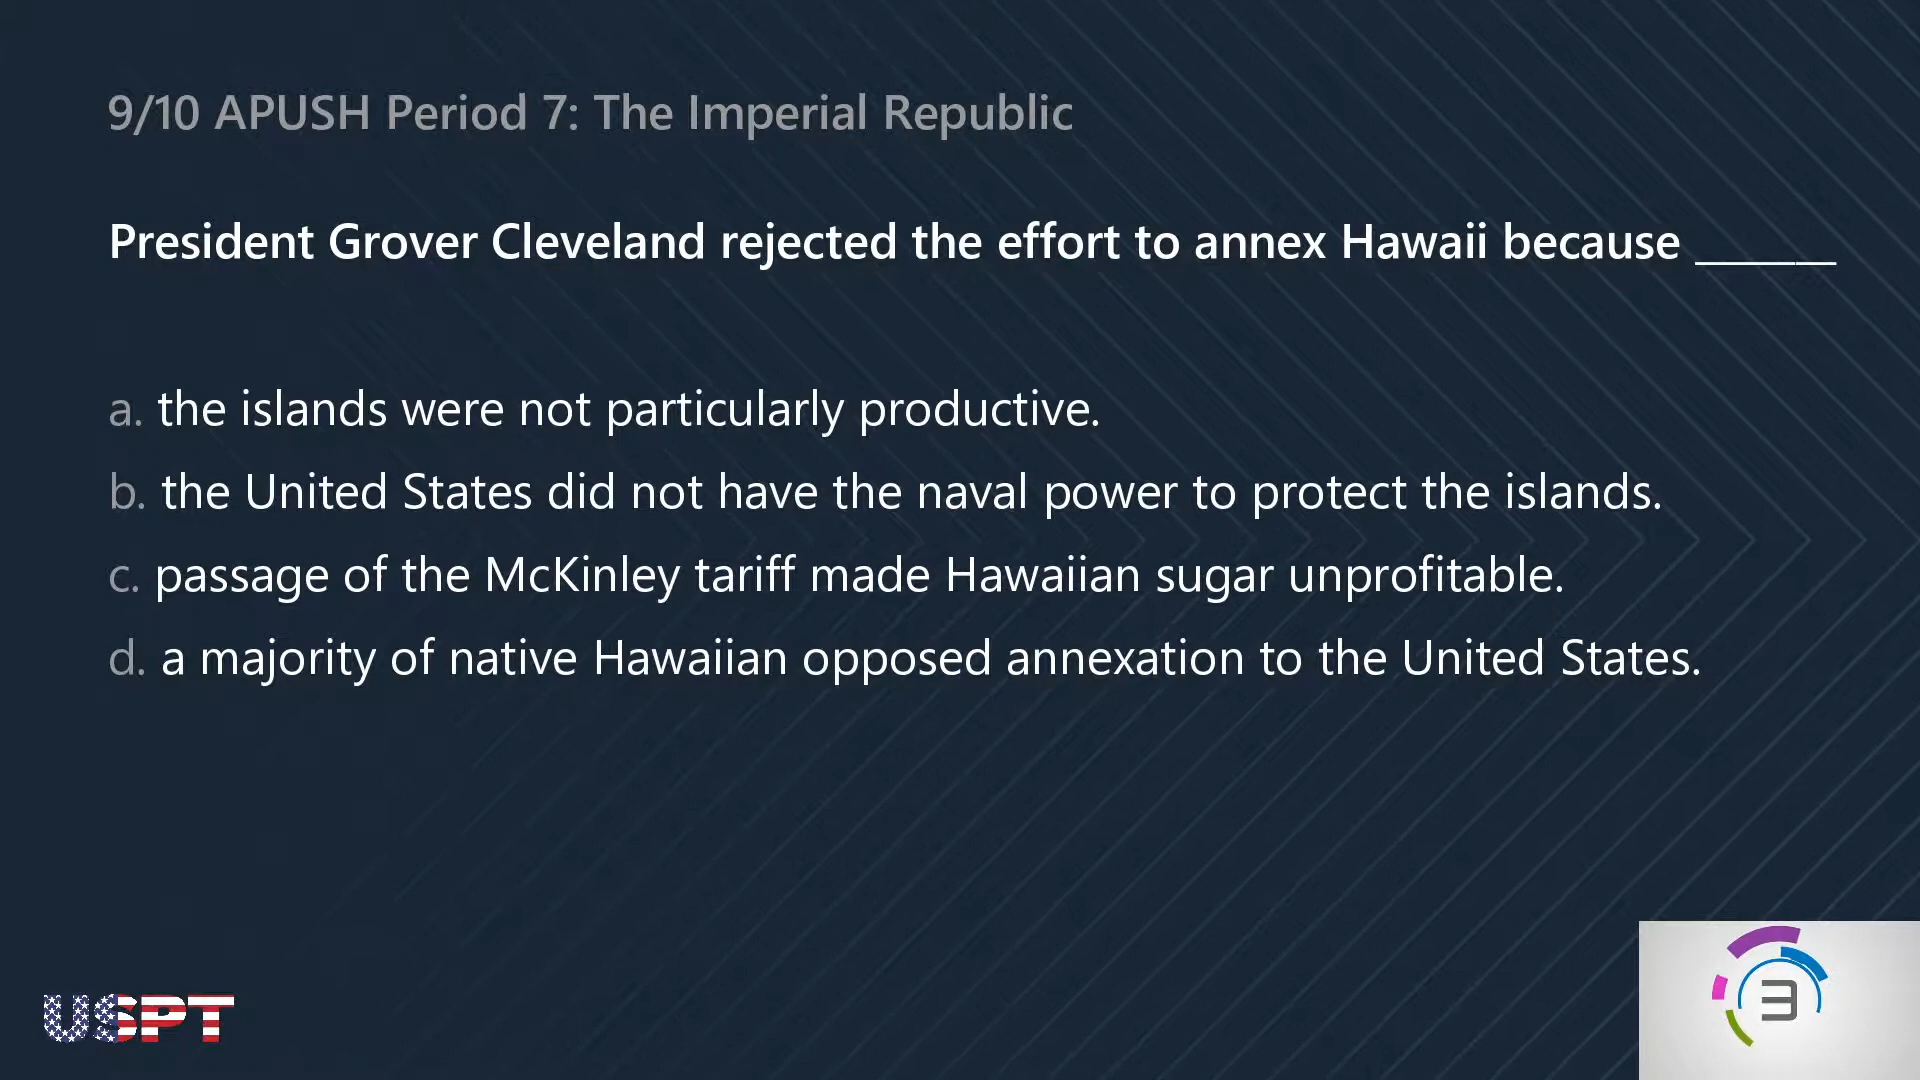 9/10 APUSH Period 7: The Imperial Republic
President Grover Cleveland rejected the effort to annex Hawaii because ______
a. the islands were not particularly productive.
b. the United States did not have the naval power to protect the islands.
c. passage of the McKinley tariff made Hawaiian sugar unprofitable.
d. a majority of native Hawaiian opposed annexation to the United States.
USPT
3